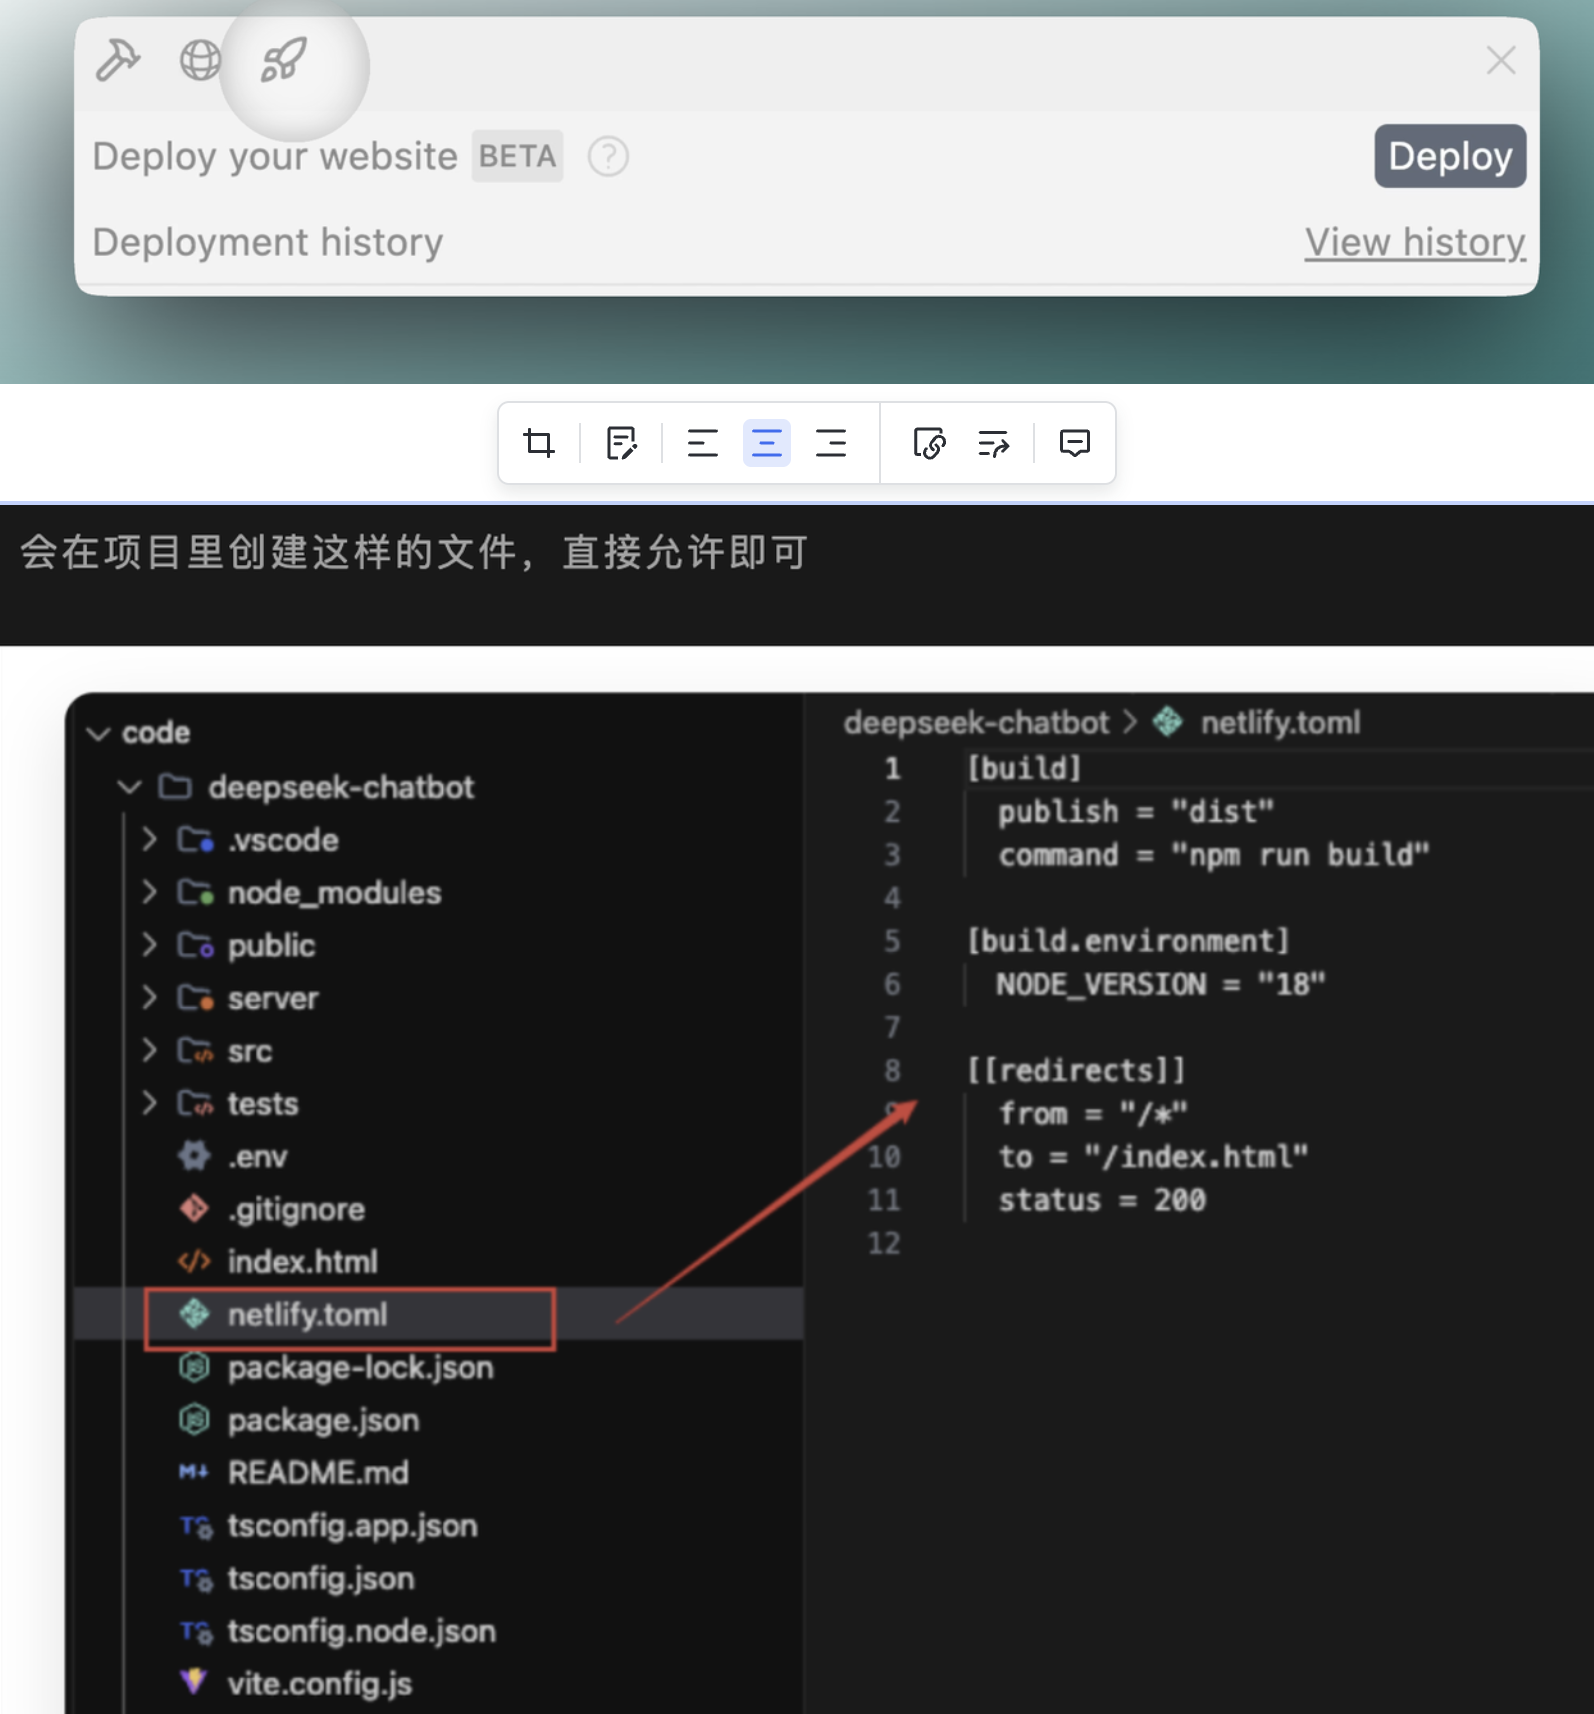 Deploy your website BETA ?
Deploy
Deployment history
View history
会在项目里创建这样的文件，直接允许即可
code
deepseek-chatbot
.vscode
node_modules
public
server
src
tests
.env
.gitignore
index.html
netlify.toml
package-lock.json
package.json
README.md
tsconfig.app.json
tsconfig.json
tsconfig.node.json
vite.config.js
deepseek-chatbot > netlify.toml
1 [build]
2 publish = "dist"
3 command = "npm run build"
4
5 [build.environment]
6 NODE_VERSION = "18"
7
8 [[redirects]]
9 from = "/*"
10 to = "/index.html"
11 status = 200
12